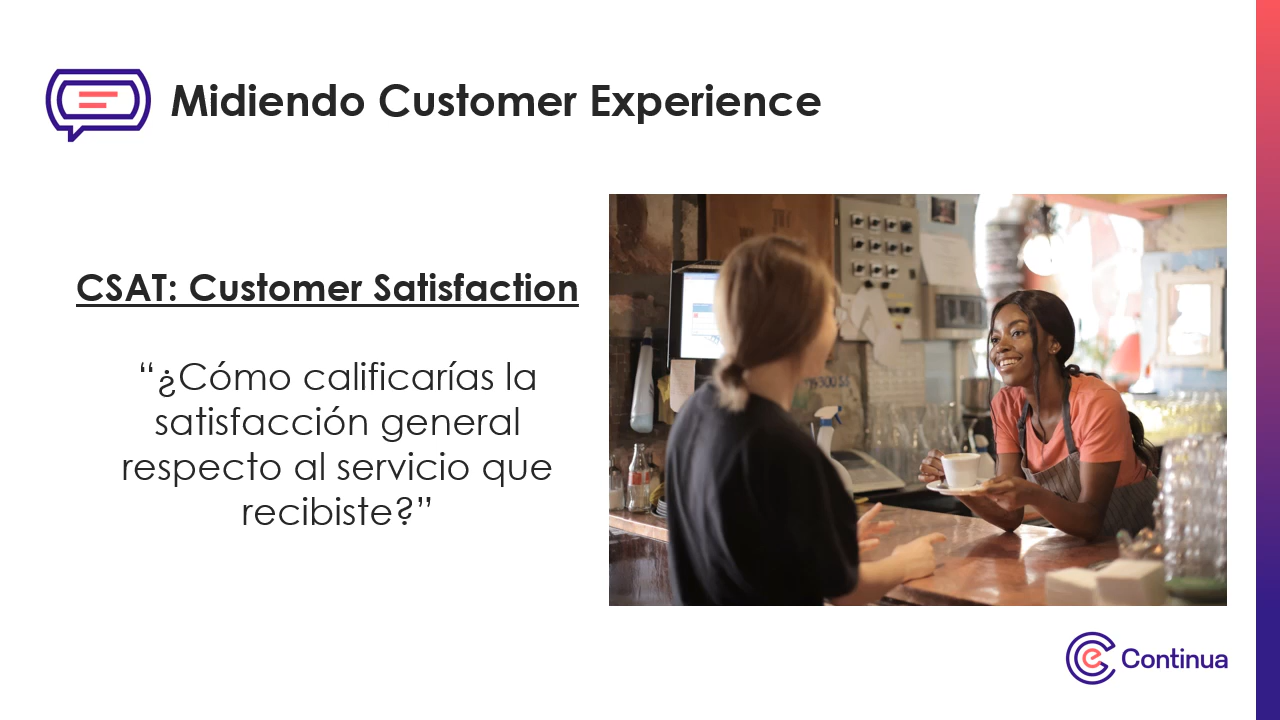 Midiendo Customer Experience
CSAT: Customer Satisfaction
“¿Cómo calificarías la
satisfacción general
respecto al servicio que
recibiste?”
Continua